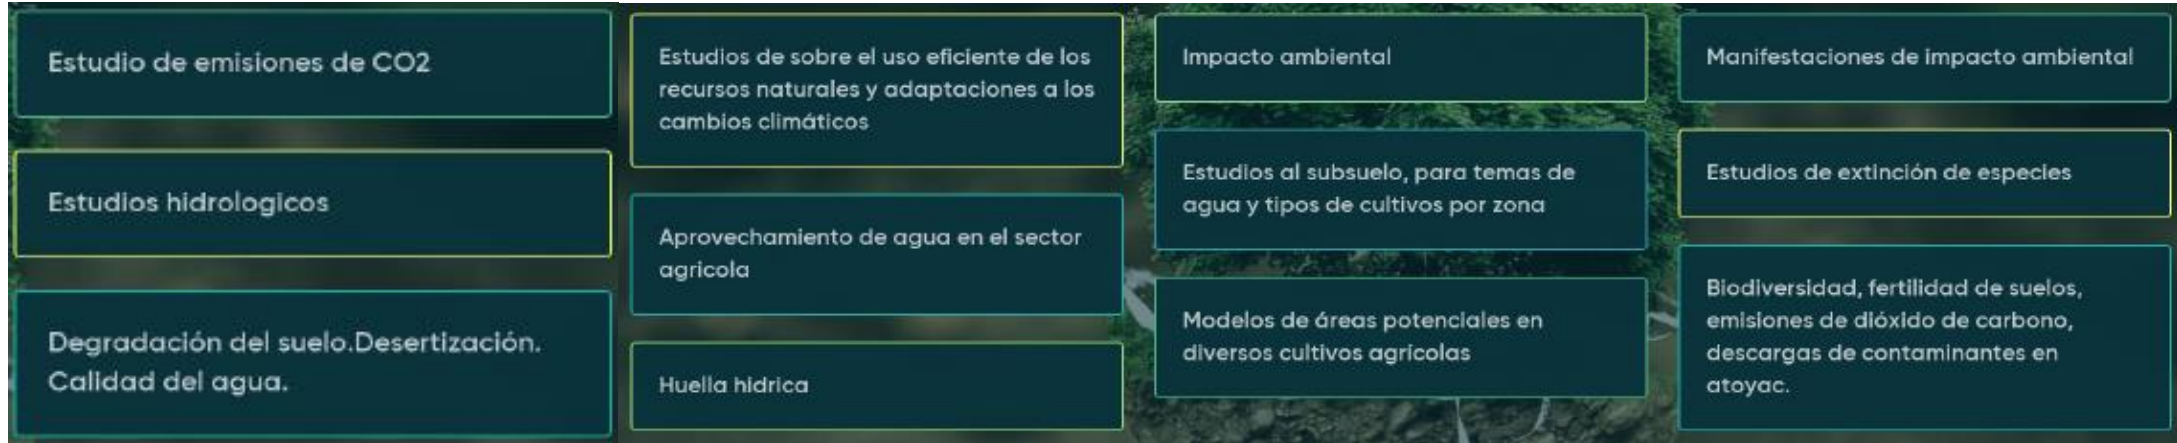 Estudio de emisiones de CO2
Estudios hidrologicos
Degradación del suelo.Desertización.
Calidad del agua.
Estudios de sobre el uso eficiente de los
recursos naturales y adaptaciones a los
cambios climáticos
Aprovechamiento de agua en el sector
agricola
Huella hidrica
Impacto ambiental
Estudios al subsuelo, para temas de
agua y tipos de cultivos por zona
Modelos de áreas potenciales en
diversos cultivos agrícolas
Manifestaciones de impacto ambiental
Estudios de extinción de especies
Biodiversidad, fertilidad de suelos,
emisiones de dióxido de carbono,
descargas de contaminantes en
atoyac.